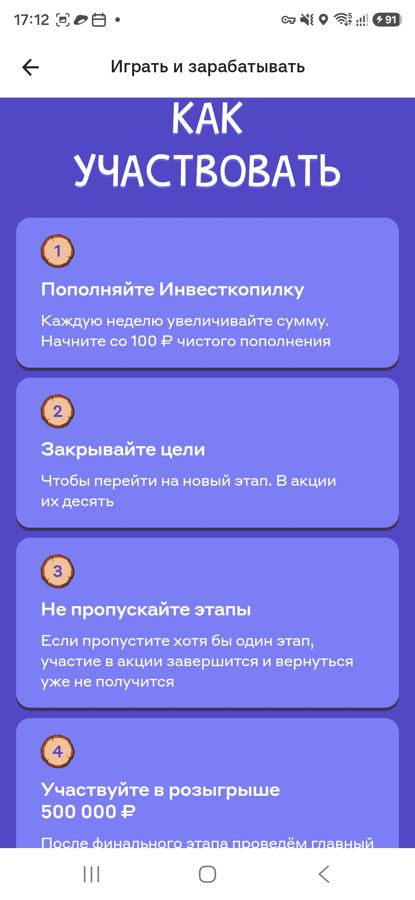 17:12
91
Играть и зарабатывать
КАК
УЧАСТВОВАТЬ
1
Пополняйте Инвесткопилку
Каждую неделю увеличивайте сумму.
Начните со 100 ₽ чистого пополнения
2
Закрывайте цели
Чтобы перейти на новый этап. В акции
их десять
3
Не пропускайте этапы
Если пропустите хотя бы один этап,
участие в акции завершится и вернуться
уже не получится
4
Участвуйте в розыгрыше
500 000 ₽
После финального этапа проведём главный